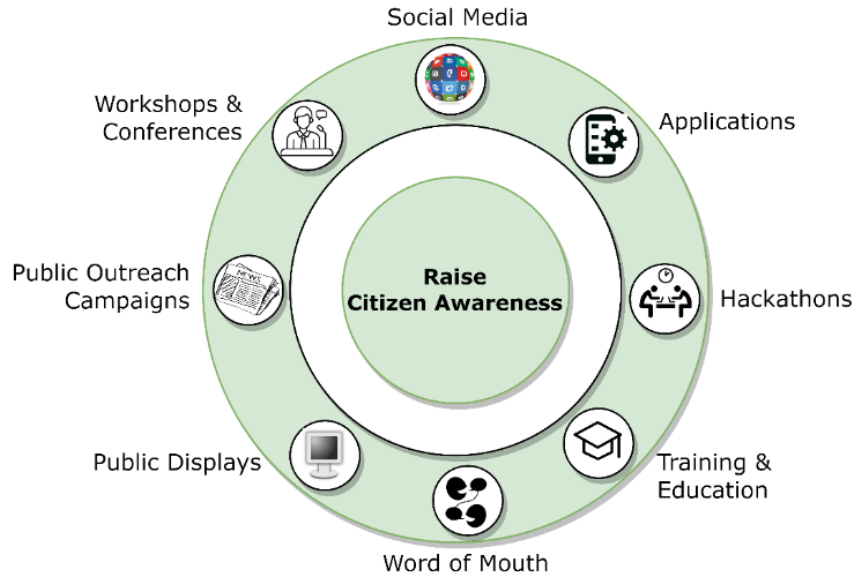 Social Media
Workshops &
Conferences
Applications
NEWS
Public Outreach
Campaigns
Raise
Citizen Awareness
Hackathons
Public Displays
Training &
Education
Word of Mouth